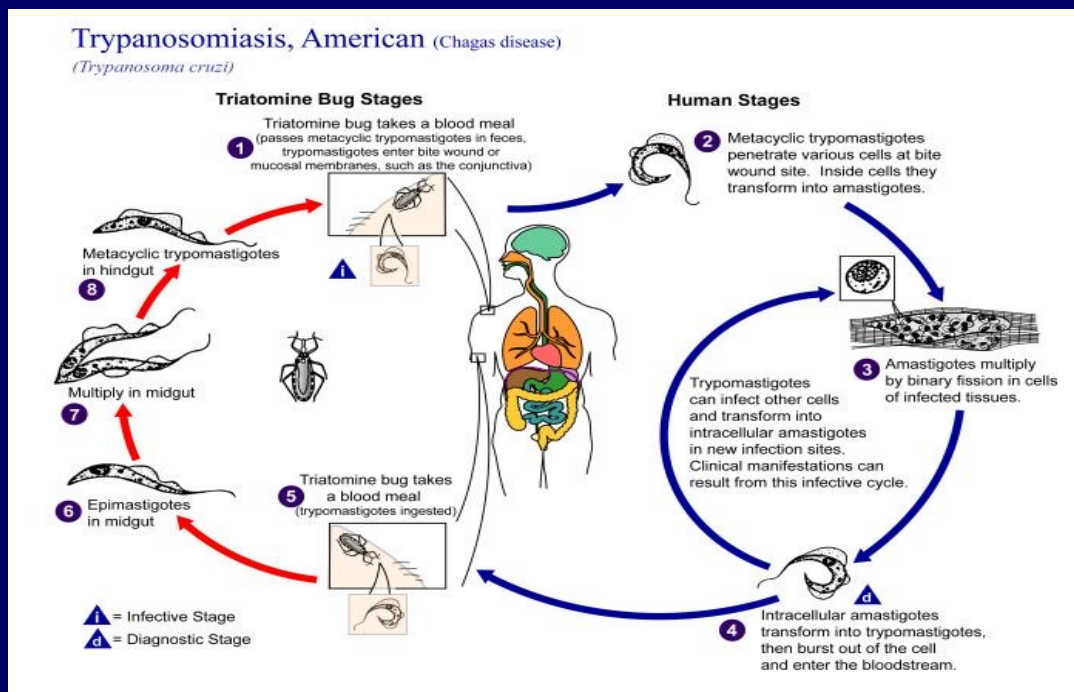 Trypanosomiasis, American (Chagas disease)
(Trypanosoma cruzi)
Triatomine Bug Stages
Human Stages
1
Triatomine bug takes a blood meal
(passes metacyclic trypomastigotes in feces,
trypomastigotes enter bite wound or
mucosal membranes, such as the conjunctiva)
i
2
Metacyclic trypomastigotes
penetrate various cells at bite
wound site. Inside cells they
transform into amastigotes.
3
Amastigotes multiply
by binary fission in cells
of infected tissues.
Trypomastigotes
can infect other cells
and transform into
intracellular amastigotes
in new infection sites.
Clinical manifestations can
result from this infective cycle.
d
4
Intracellular amastigotes
transform into trypomastigotes,
then burst out of the cell
and enter the bloodstream.
5
Triatomine bug takes
a blood meal
(trypomastigotes ingested)
6
Epimastigotes
in midgut
Multiply in midgut
7
Metacyclic trypomastigotes
in hindgut
8
i = Infective Stage
d = Diagnostic Stage